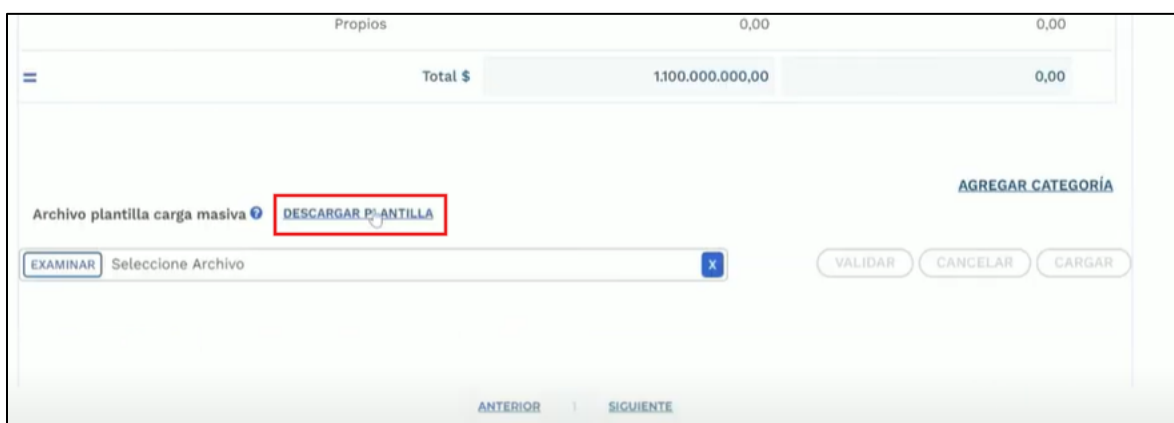 Propios 0,00 0,00
= Total $ 1.100.000.000,00 0,00
AGREGAR CATEGORÍA
Archivo plantilla carga masiva ? DESCARGAR PLANTILLA
EXAMINAR Seleccione Archivo X VALIDAR CANCELAR CARGAR
ANTERIOR 1 SIGUIENTE